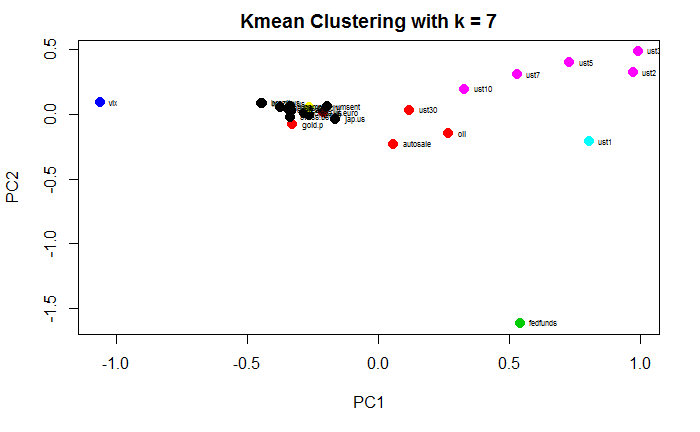 Kmean Clustering with k = 7
0.5
0.0
-0.5
-1.0
-1.5
PC2
ust3
ust5
ust7
ust2
ust10
vix
ust30
jap.us
gold.p
oil
autosale
ust1
fedfunds
-1.0
-0.5
0.0
0.5
1.0
PC1